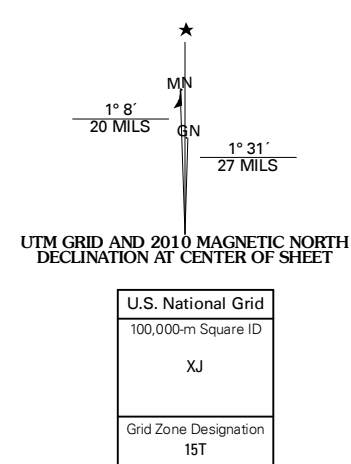 ★
MN
1° 8´
20 MILS
GN
1° 31´
27 MILS
UTM GRID AND 2010 MAGNETIC NORTH
DECLINATION AT CENTER OF SHEET
U.S. National Grid
100,000-m Square ID
XJ
Grid Zone Designation
15T